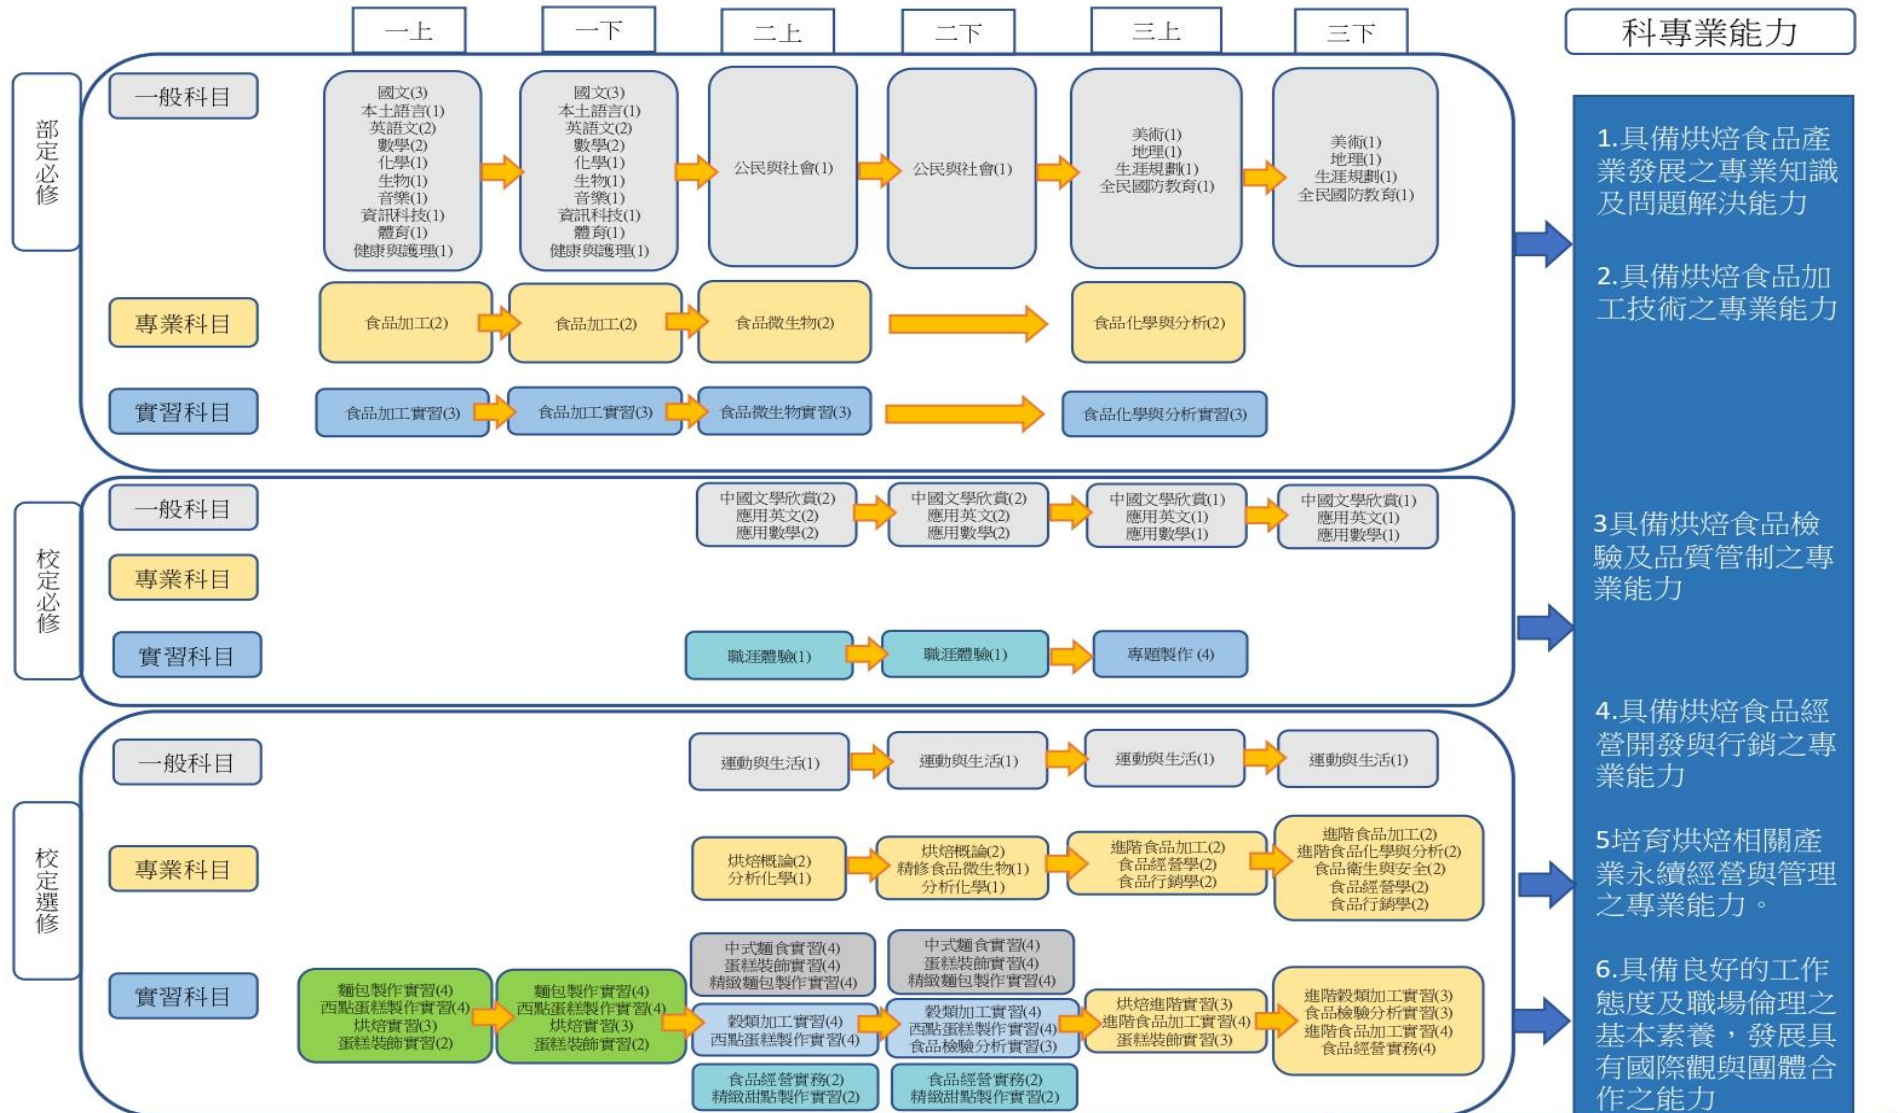 一上
一下
二上
二下
三上
三下
科專業能力
部定必修
一般科目
國文(3)
本土語言(1)
英語文(2)
數學(2)
化學(1)
生物(1)
音樂(1)
資訊科技(1)
體育(1)
健康與護理(1)
國文(3)
本土語言(1)
英語文(2)
數學(2)
化學(1)
生物(1)
音樂(1)
資訊科技(1)
體育(1)
健康與護理(1)
公民與社會(1)
公民與社會(1)
美術(1)
地理(1)
生涯規劃(1)
全民國防教育(1)
美術(1)
地理(1)
生涯規劃(1)
全民國防教育(1)
專業科目
食品加工(2)
食品加工(2)
食品微生物(2)
食品化學與分析(2)
實習科目
食品加工實習(3)
食品加工實習(3)
食品微生物實習(3)
食品化學與分析實習(3)
校定必修
一般科目
中國文學欣賞(2)
應用英文(2)
應用數學(2)
中國文學欣賞(2)
應用英文(2)
應用數學(2)
中國文學欣賞(1)
應用英文(1)
應用數學(1)
中國文學欣賞(1)
應用英文(1)
應用數學(1)
專業科目
實習科目
職涯體驗(1)
職涯體驗(1)
專題製作 (4)
校定選修
一般科目
運動與生活(1)
運動與生活(1)
運動與生活(1)
運動與生活(1)
專業科目
烘焙概論(2)
分析化學(1)
烘焙概論(2)
精修食品微生物(1)
分析化學(1)
進階食品加工(2)
食品經營學(2)
食品行銷學(2)
進階食品加工(2)
進階食品化學與分析(2)
食品衛生與安全(2)
食品經營學(2)
食品行銷學(2)
實習科目
麵包製作實習(4)
西點蛋糕製作實習(4)
烘焙實習(3)
蛋糕裝飾實習(2)
麵包製作實習(4)
西點蛋糕製作實習(4)
烘焙實習(3)
蛋糕裝飾實習(2)
中式麵食實習(4)
蛋糕裝飾實習(4)
精緻麵包製作實習(4)
穀類加工實習(4)
西點蛋糕製作實習(4)
食品經營實務(2)
精緻甜點製作實習(2)
中式麵食實習(4)
蛋糕裝飾實習(4)
精緻麵包製作實習(4)
穀類加工實習(4)
西點蛋糕製作實習(4)
食品檢驗分析實習(3)
食品經營實務(2)
精緻甜點製作實習(2)
烘焙進階實習(3)
進階食品加工實習(4)
蛋糕裝飾實習(3)
進階穀類加工實習(3)
食品檢驗分析實習(3)
進階食品加工實習(4)
食品經營實務(4)
1.具備烘焙食品產
業發展之專業知識
及問題解決能力
2.具備烘焙食品加
工技術之專業能力
3具備烘焙食品檢
驗及品質管制之專
業能力
4.具備烘焙食品經
營開發與行銷之專
業能力
5培育烘焙相關產
業永續經營與管理
之專業能力。
6.具備良好的工作
態度及職場倫理之
基本素養，發展具
有國際觀與團體合
作之能力